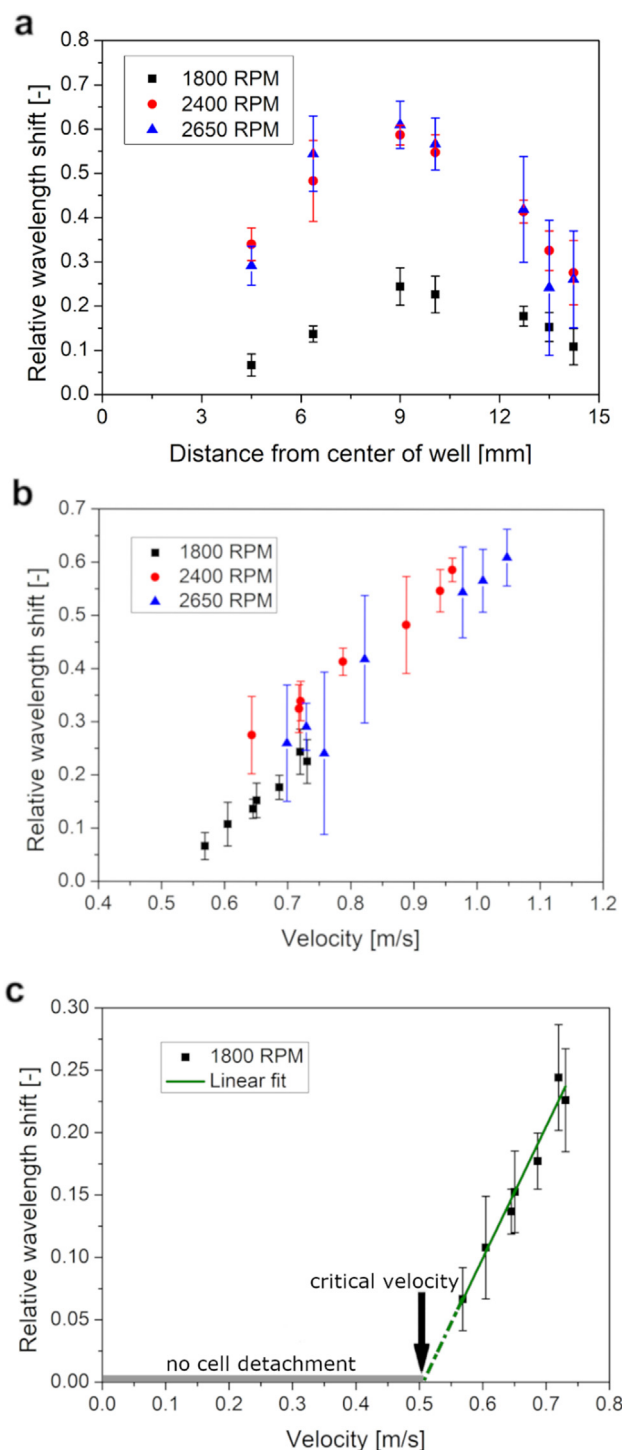 a
Relative wavelength shift [-]
0.8
0.7
0.6
0.5
0.4
0.3
0.2
0.1
0.0
1800 RPM
2400 RPM
2650 RPM
0 3 6 9 12 15
Distance from center of well [mm]
b
Relative wavelength shift [-]
0.7
0.6
0.5
0.4
0.3
0.2
0.1
0.0
1800 RPM
2400 RPM
2650 RPM
0.4 0.5 0.6 0.7 0.8 0.9 1.0 1.1 1.2
Velocity [m/s]
c
Relative wavelength shift [-]
0.30
0.25
0.20
0.15
0.10
0.05
0.00
1800 RPM
Linear fit
critical velocity
no cell detachment
0.0 0.1 0.2 0.3 0.4 0.5 0.6 0.7 0.8
Velocity [m/s]